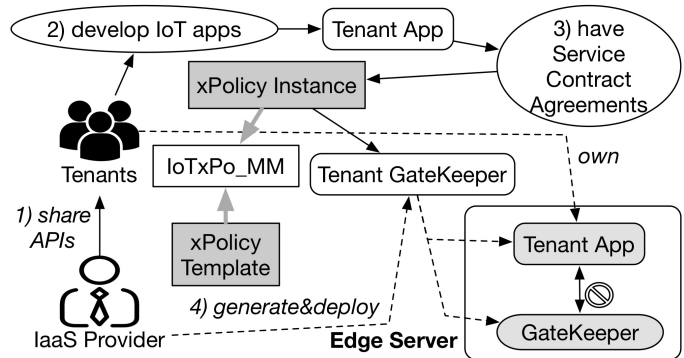 2) develop IoT apps
Tenant App
3) have
Service
Contract
Agreements
xPolicy Instance
Tenants
IoTxPo_MM
Tenant GateKeeper
own
1) share
APIs
xPolicy
Template
Tenant App
4) generate&deploy
IaaS Provider
Edge Server
GateKeeper